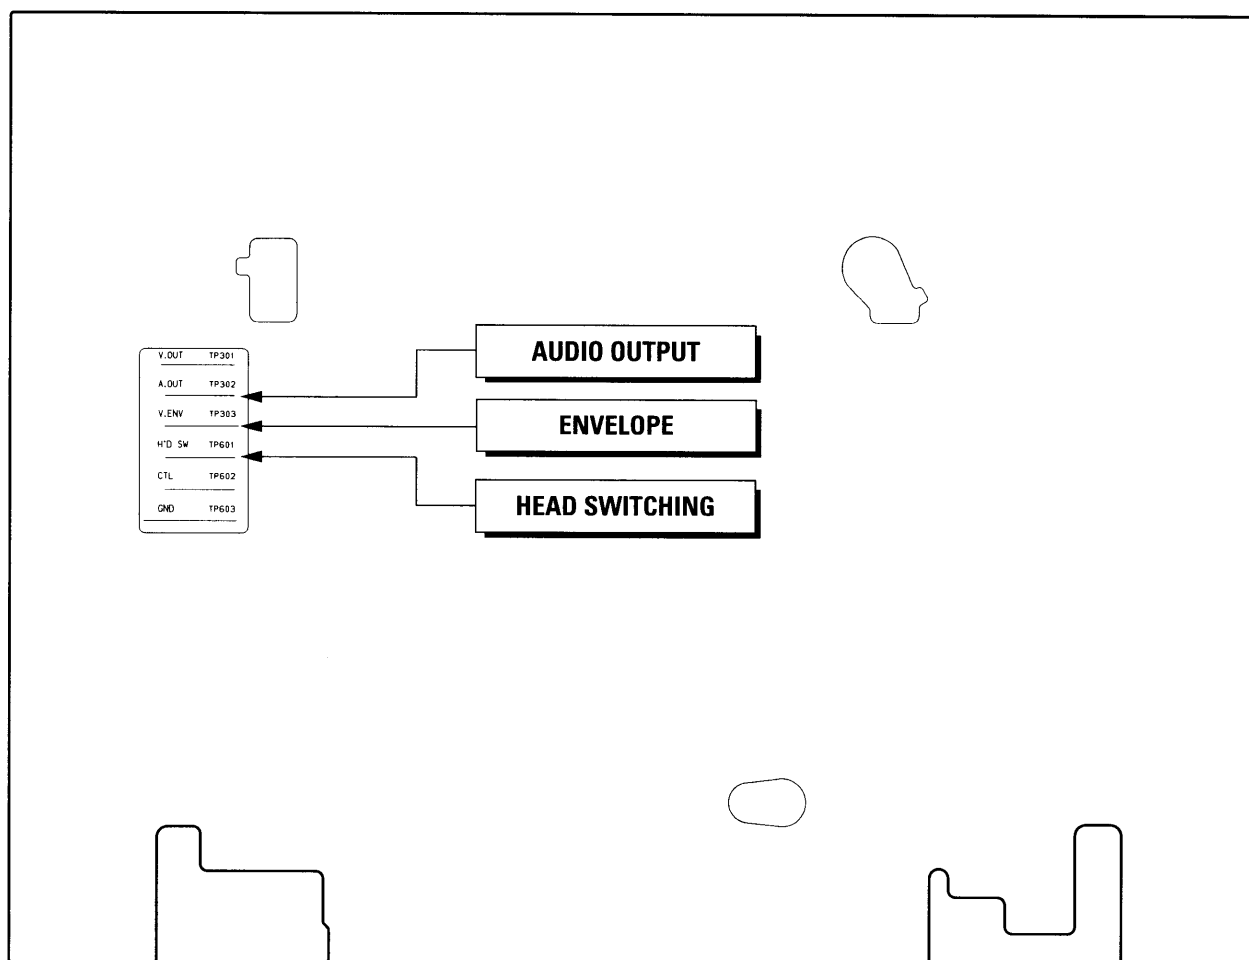 V.OUT TP301
A.OUT TP302
V.ENV TP303
H'D SW TP601
CTL TP602
GND TP603
AUDIO OUTPUT
ENVELOPE
HEAD SWITCHING